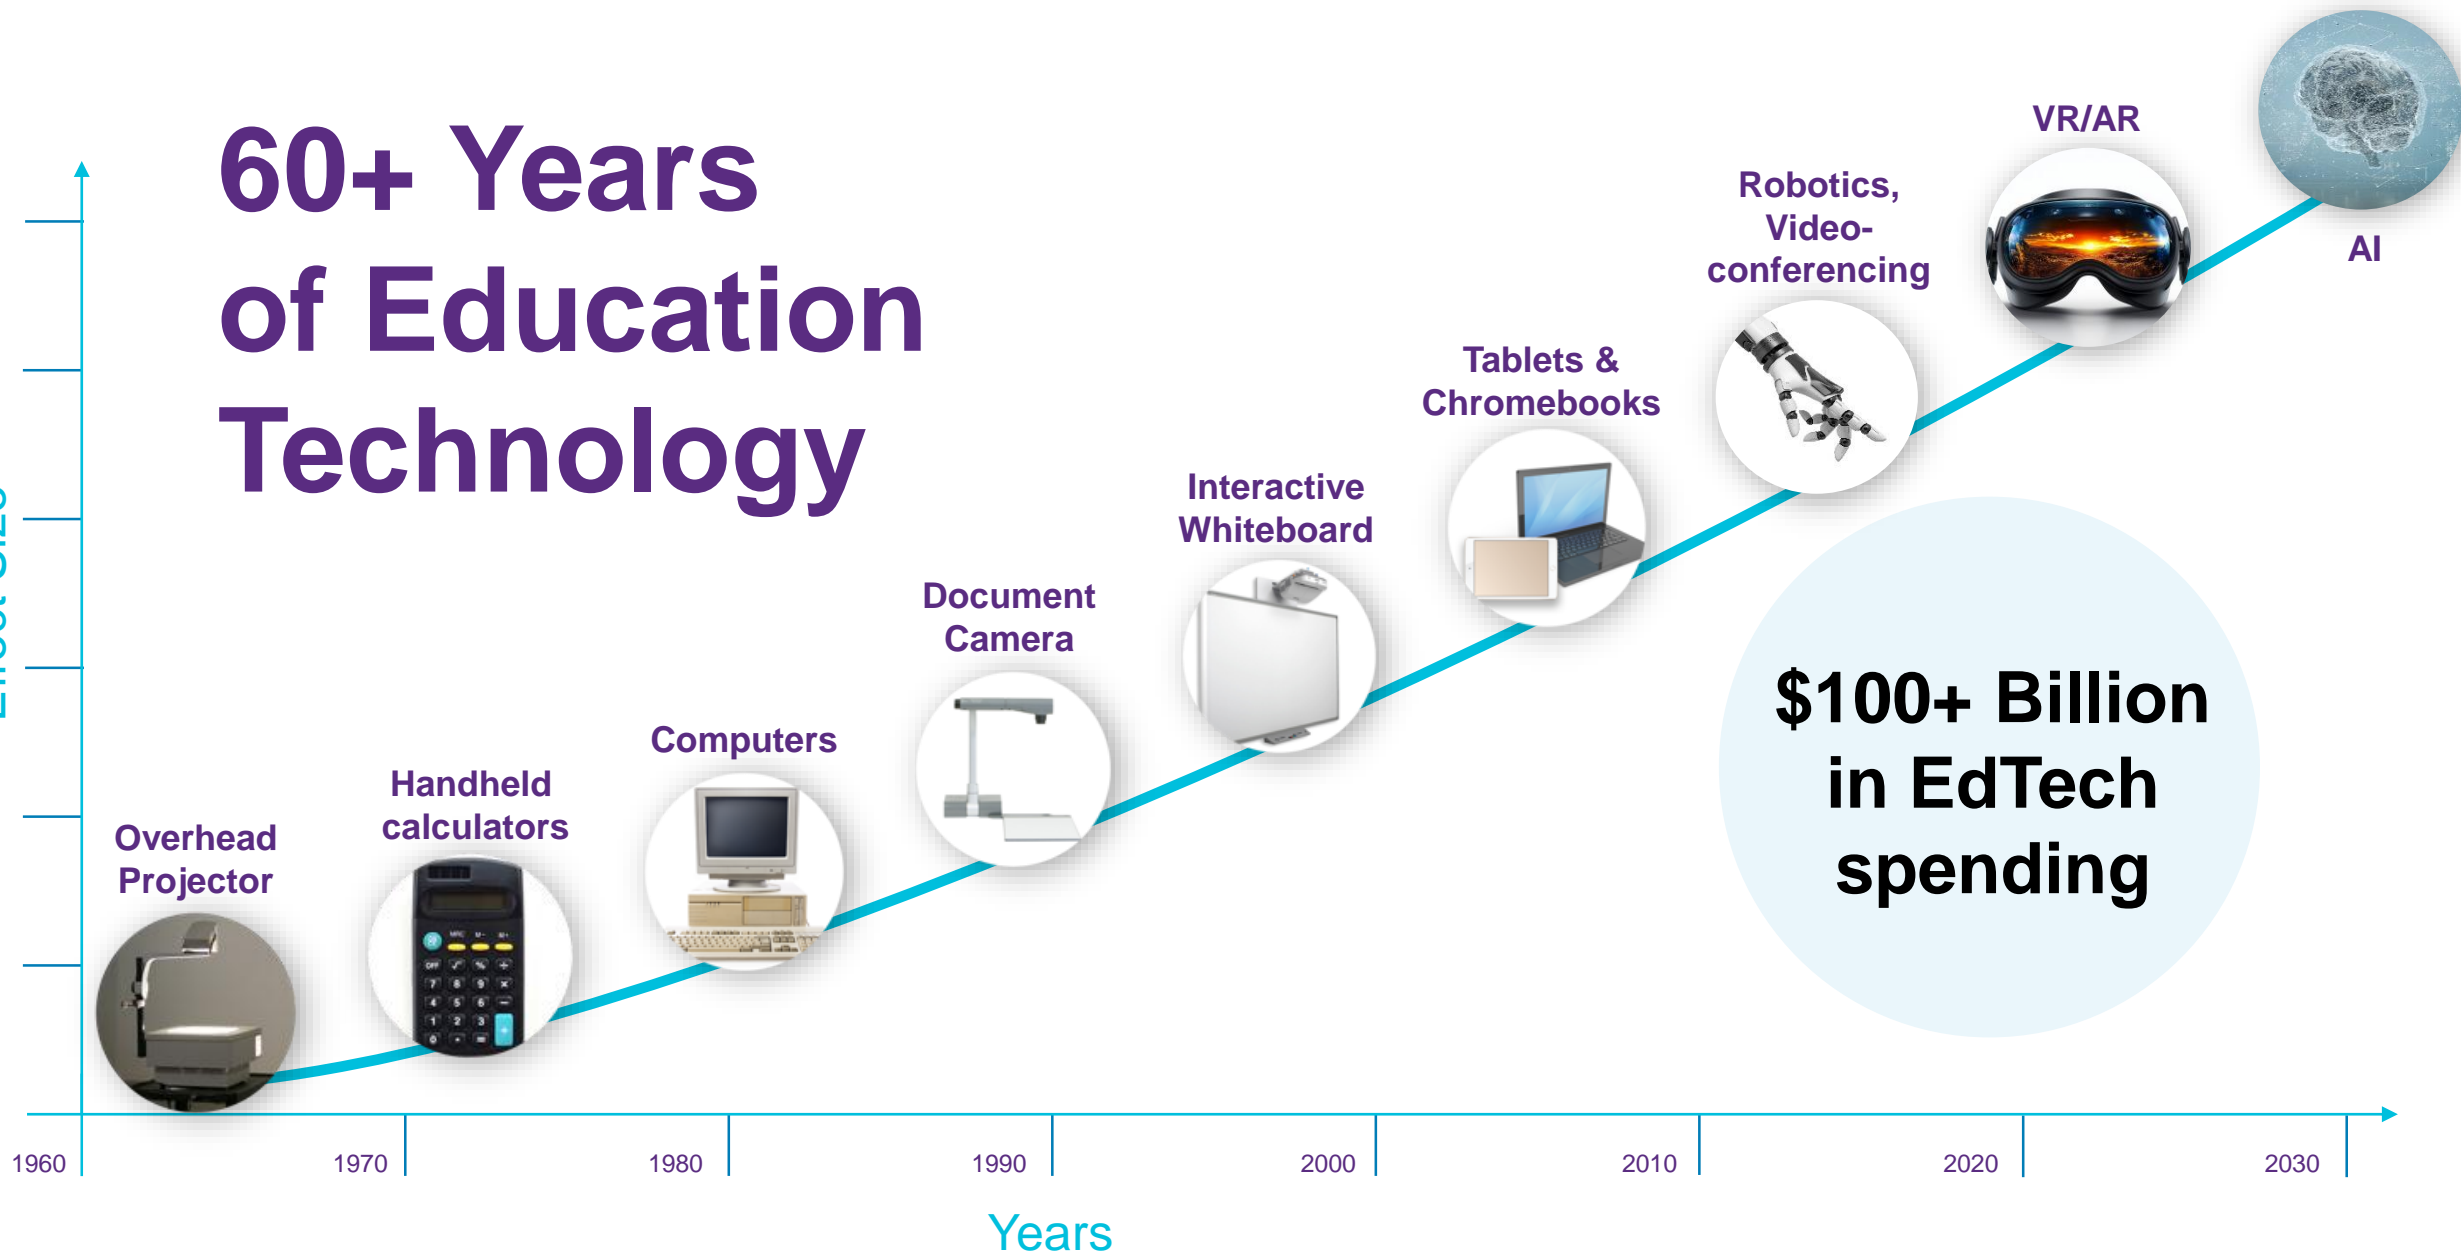 60+ Years
of Education
Technology
Overhead
Projector
Handheld
calculators
Computers
Document
Camera
Interactive
Whiteboard
Tablets &
Chromebooks
Robotics,
Video-
conferencing
VR/AR
AI
$100+ Billion
in EdTech
spending
1960
1970
1980
1990
2000
2010
2020
2030
Years